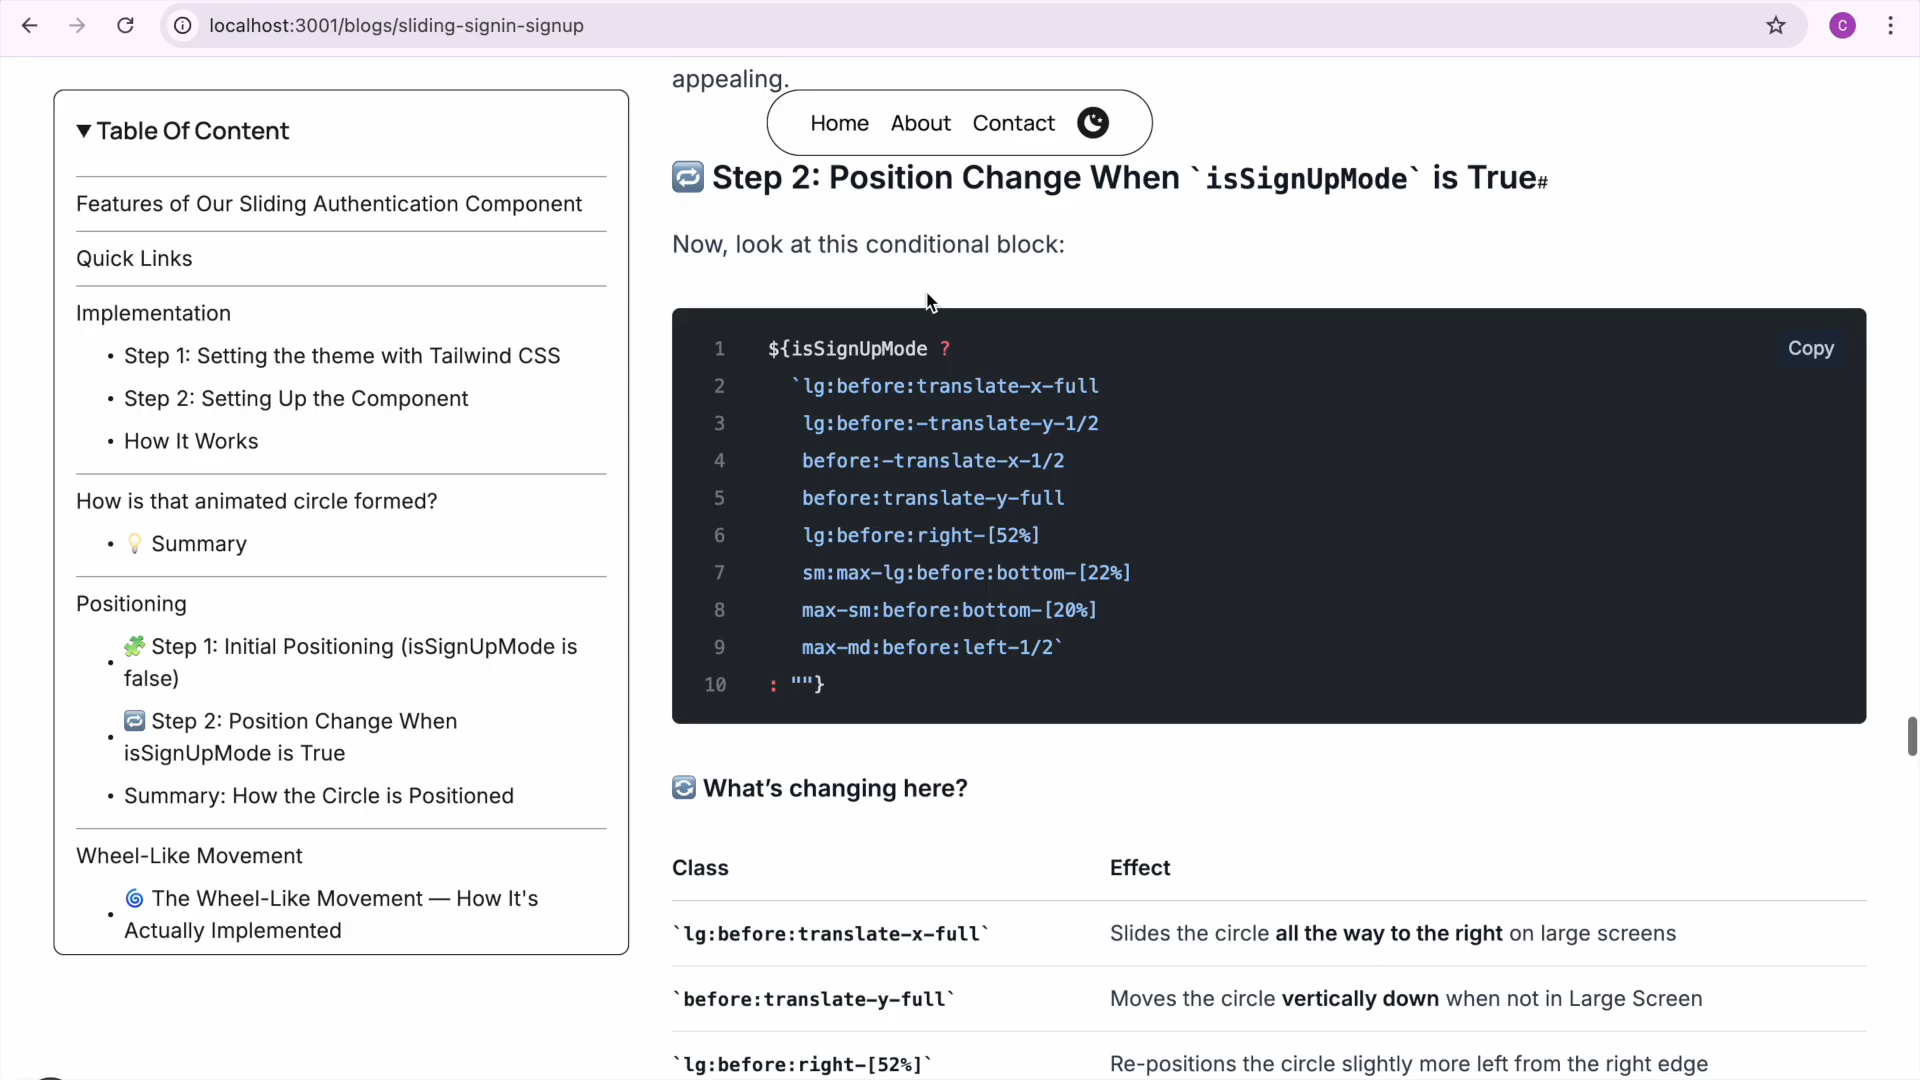 localhost:3001/blogs/sliding-signin-signup
C
▼ Table Of Content
Features of Our Sliding Authentication Component
Quick Links
Implementation
• Step 1: Setting the theme with Tailwind CSS
• Step 2: Setting Up the Component
• How It Works
How is that animated circle formed?
• 💡 Summary
Positioning
• 🧩 Step 1: Initial Positioning (isSignUpMode is
false)
• 🔁 Step 2: Position Change When
isSignUpMode is True
• Summary: How the Circle is Positioned
Wheel-Like Movement
• 🌀 The Wheel-Like Movement — How It's
Actually Implemented
appealing.
Home About Contact
🔁 Step 2: Position Change When `isSignUpMode` is True#
Now, look at this conditional block:
Copy
1 ${isSignUpMode ?
2 `lg:before:translate-x-full
3 lg:before:-translate-y-1/2
4 before:-translate-x-1/2
5 before:translate-y-full
6 lg:before:right-[52%]
7 sm:max-lg:before:bottom-[22%]
8 max-sm:before:bottom-[20%]
9 max-md:before:left-1/2`
10 : ""}
🔄 What’s changing here?
Class Effect
`lg:before:translate-x-full` Slides the circle all the way to the right on large screens
`before:translate-y-full` Moves the circle vertically down when not in Large Screen
`lg:before:right-[52%]` Re-positions the circle slightly more left from the right edge